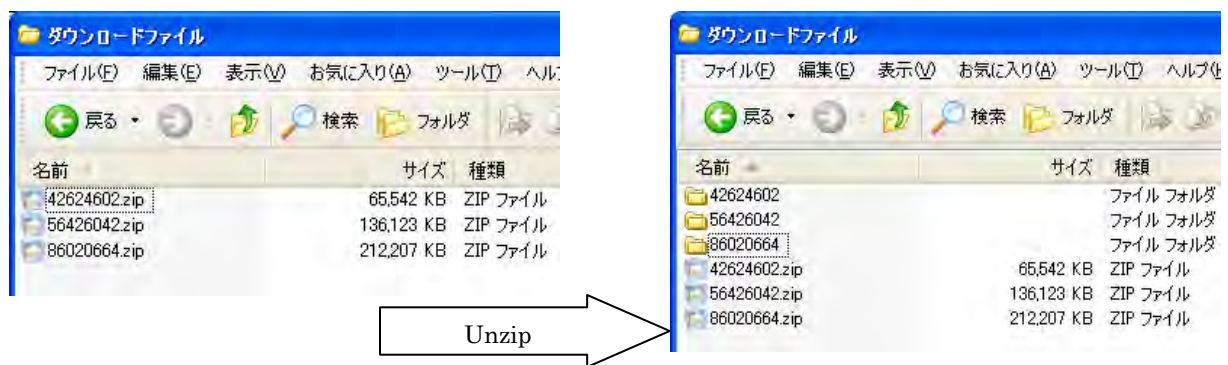 ダウンロードファイル
ファイル(F) 編集(E) 表示(V) お気に入り(A) ツール(T)
戻る 検索 フォルダ
名前 サイズ 種類
42624602.zip 65,542 KB ZIP ファイル
56426042.zip 136,123 KB ZIP ファイル
86020664.zip 212,207 KB ZIP ファイル
Unzip
ダウンロードファイル
ファイル(F) 編集(E) 表示(V) お気に入り(A) ツール(T) ヘルプ(H
戻る 検索 フォルダ
名前 サイズ 種類
42624602 ファイル フォルダ
56426042 ファイル フォルダ
86020664 ファイル フォルダ
42624602.zip 65,542 KB ZIP ファイル
56426042.zip 136,123 KB ZIP ファイル
86020664.zip 212,207 KB ZIP ファイル